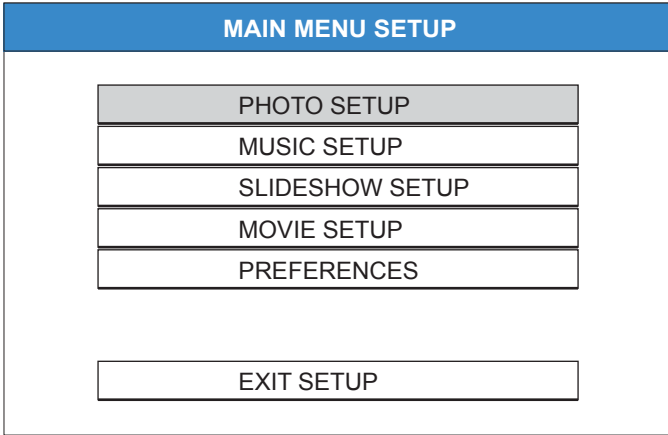 MAIN MENU SETUP
PHOTO SETUP
MUSIC SETUP
SLIDESHOW SETUP
MOVIE SETUP
PREFERENCES
EXIT SETUP